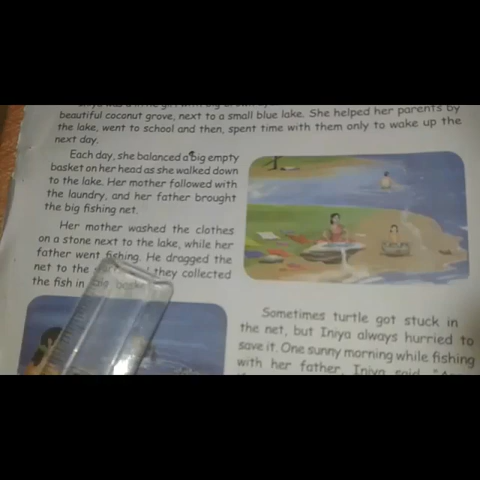 beautiful coconut grove, next to a small blue lake. She helped her parents by
the lake, went to school and then, spent time with them only to wake up the
next day.
Each day, she balanced a big empty
basket on her head as she walked down
to the lake. Her mother followed with
the laundry, and her father brought
the big fishing net.
Her mother washed the clothes
on a stone next to the lake, while her
father went fishing. He dragged the
net to the they collected
the fish in big
Sometimes turtle got stuck in
the net, but Iniya always hurried to
save it. One sunny morning while fishing
with her father, Iniya said,